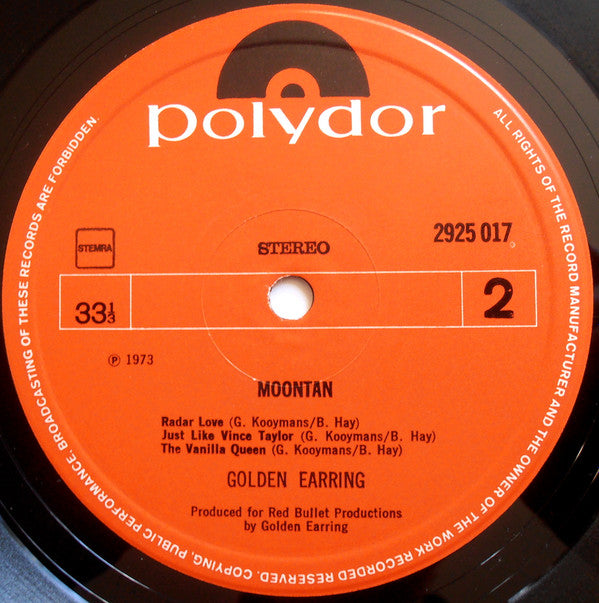 polydor
STEMRA
STEREO
2925 017
33⅓
2
℗ 1973
MOONTAN
Radar Love (G. Kooymans/B. Hay)
Just Like Vince Taylor (G. Kooymans/B. Hay)
The Vanilla Queen (G. Kooymans/B. Hay)
GOLDEN EARRING
Produced for Red Bullet Productions
by Golden Earring
ALL RIGHTS OF THE RECORD MANUFACTURER AND THE OWNER OF THE WORK RECORDED RESERVED. COPYING, PUBLIC PERFORMANCE, BROADCASTING OF THESE RECORDS ARE FORBIDDEN.